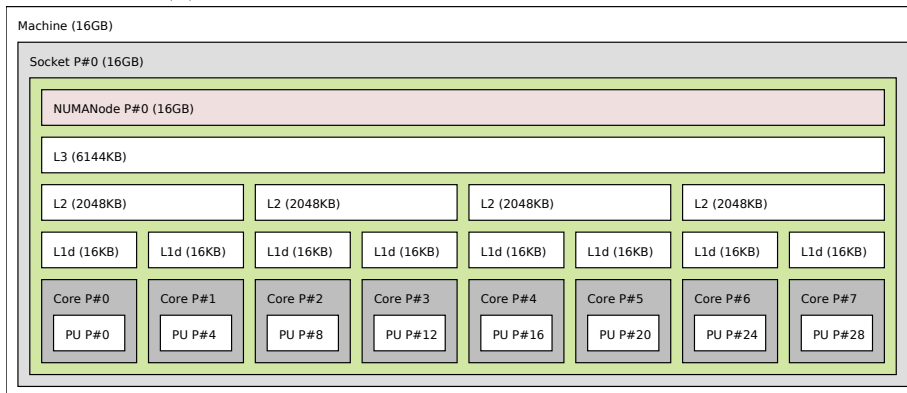 Machine (16GB)
Socket P#0 (16GB)
NUMANode P#0 (16GB)
L3 (6144KB)
L2 (2048KB) L2 (2048KB) L2 (2048KB) L2 (2048KB)
L1d (16KB) L1d (16KB) L1d (16KB) L1d (16KB) L1d (16KB) L1d (16KB) L1d (16KB) L1d (16KB)
Core P#0 Core P#1 Core P#2 Core P#3 Core P#4 Core P#5 Core P#6 Core P#7
PU P#0 PU P#4 PU P#8 PU P#12 PU P#16 PU P#20 PU P#24 PU P#28